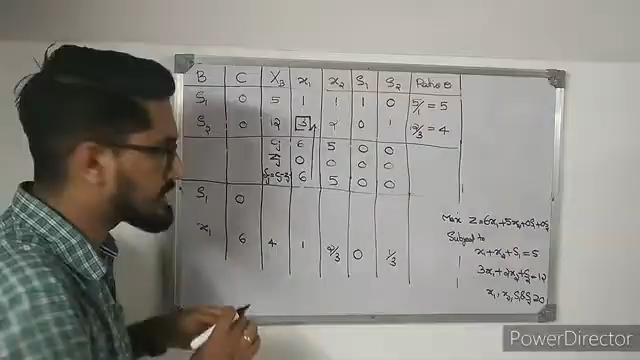 B C X_B x₁ x₂ S₁ S₂ Ratio θ
S₁ 0 5 1 1 1 0 5/1 = 5
S₂ 0 12 3 2 0 1 12/3 = 4
Cj 6 5 0 0
Zj 0 0 0 0
6 5 0 0
S₁ 0
x₁ 6 4 1 2/3 0 1/3
Max Z = 6x₁+5x₂+0S₁+0S₂
Subject to
x₁+x₂+S₁=5
3x₁+2x₂+S₂=12
x₁, x₂, S₁&S₂≥0
PowerDirector